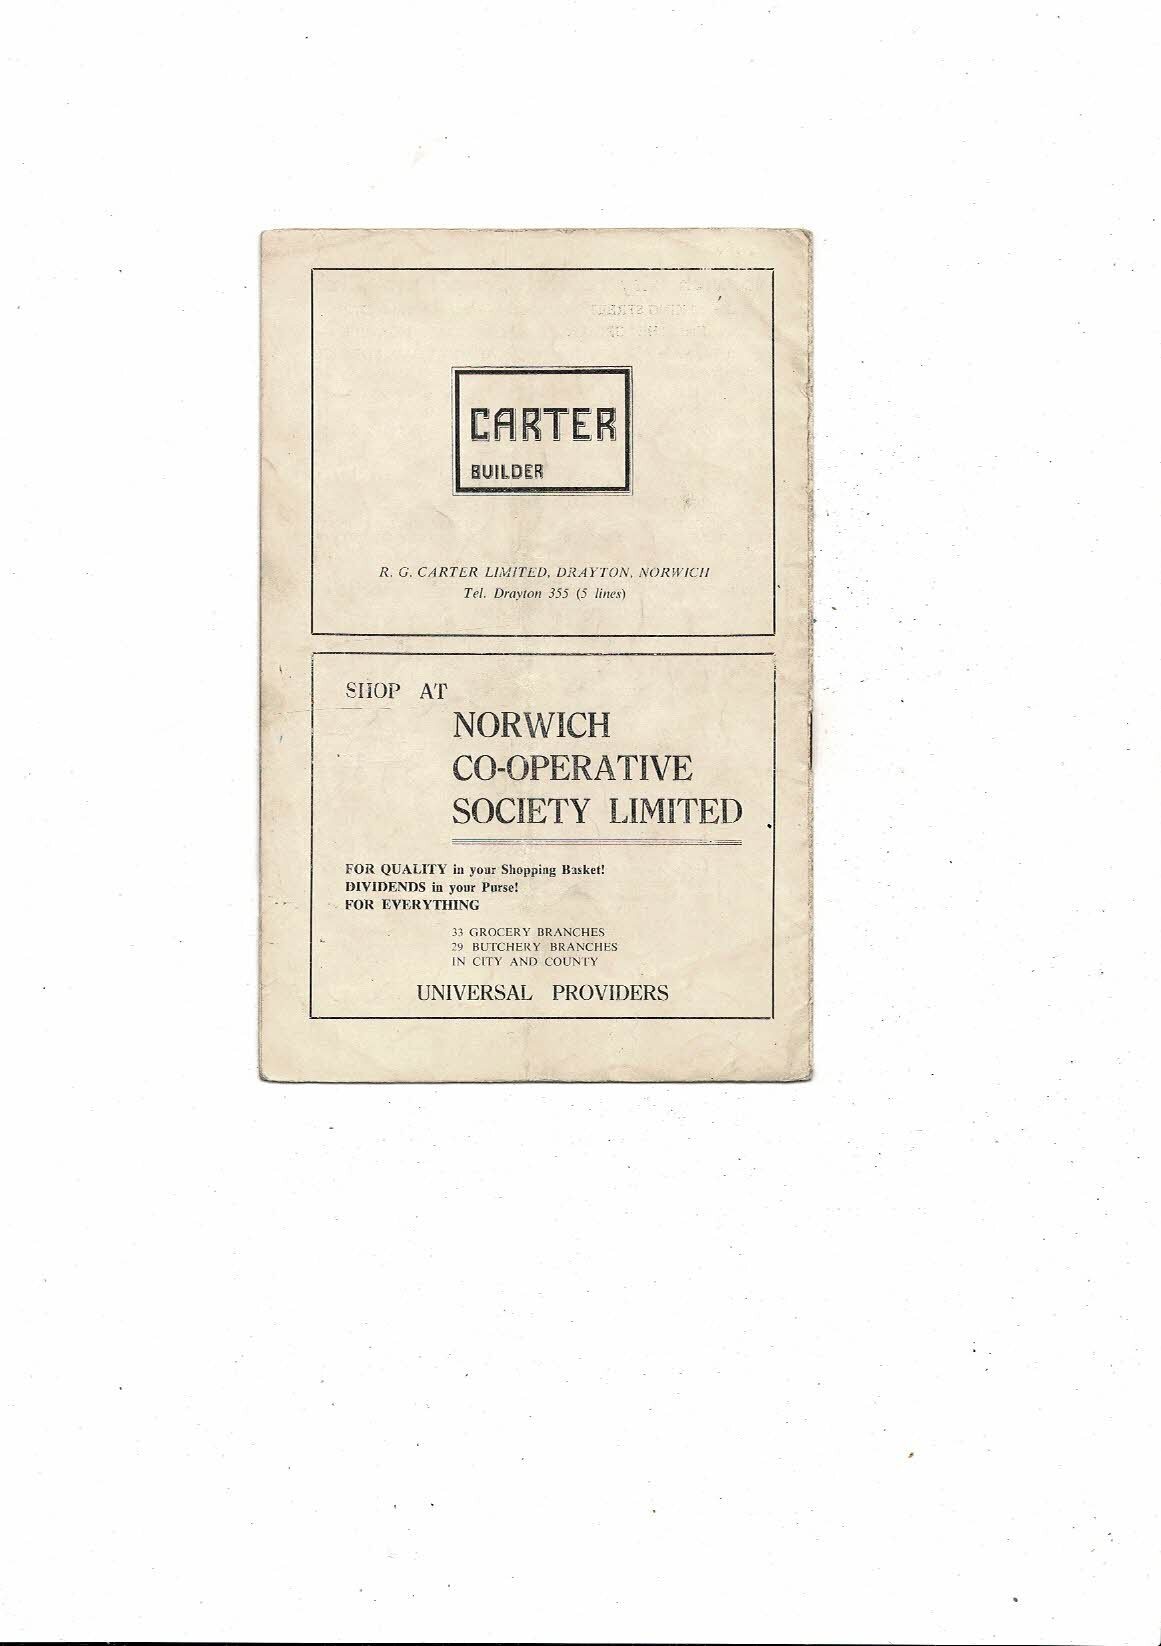 CARTER
BUILDER
R. G. CARTER LIMITED, DRAYTON, NORWICH
Tel. Drayton 355 (5 lines)
SHOP AT
NORWICH
CO-OPERATIVE
SOCIETY LIMITED
FOR QUALITY in your Shopping Basket!
DIVIDENDS in your Purse!
FOR EVERYTHING
33 GROCERY BRANCHES
29 BUTCHERY BRANCHES
IN CITY AND COUNTY
UNIVERSAL PROVIDERS